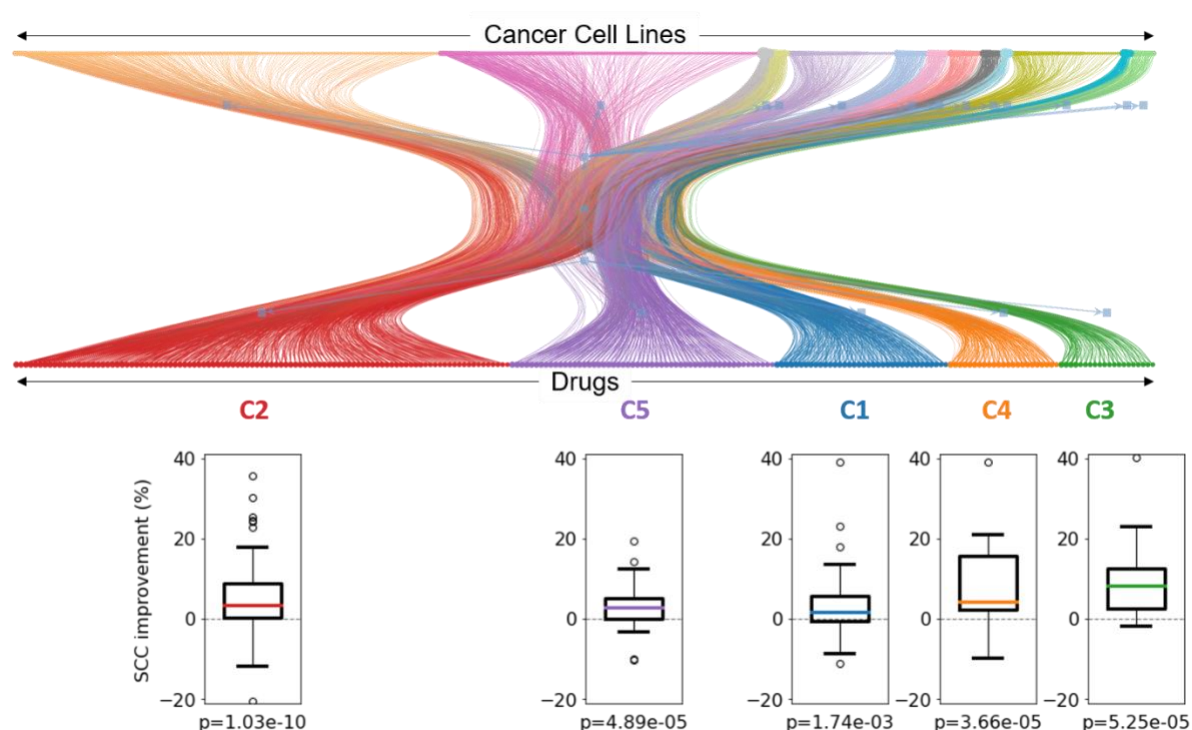 Cancer Cell Lines
Drugs
C2 C5 C1 C4 C3
SCC improvement (%)
40 40 40 40 40
20 20 20 20 20
0 0 0 0 0
−20 −20 −20 −20 −20
p=1.03e-10 p=4.89e-05 p=1.74e-03 p=3.66e-05 p=5.25e-05